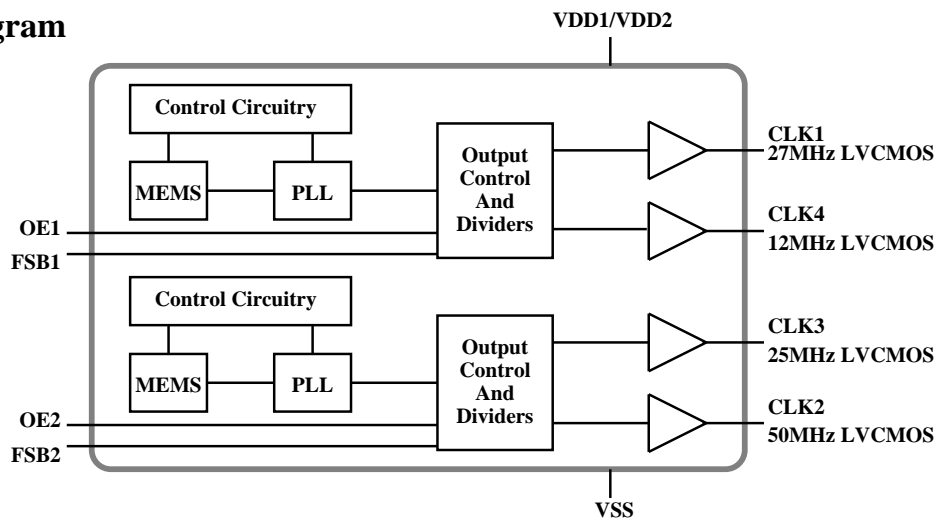 gram
VDD1/VDD2
Control Circuitry
MEMS
PLL
Output
Control
And
Dividers
CLK1
27MHz LVCMOS
CLK4
12MHz LVCMOS
OE1
FSB1
Control Circuitry
MEMS
PLL
Output
Control
And
Dividers
CLK3
25MHz LVCMOS
CLK2
50MHz LVCMOS
OE2
FSB2
VSS